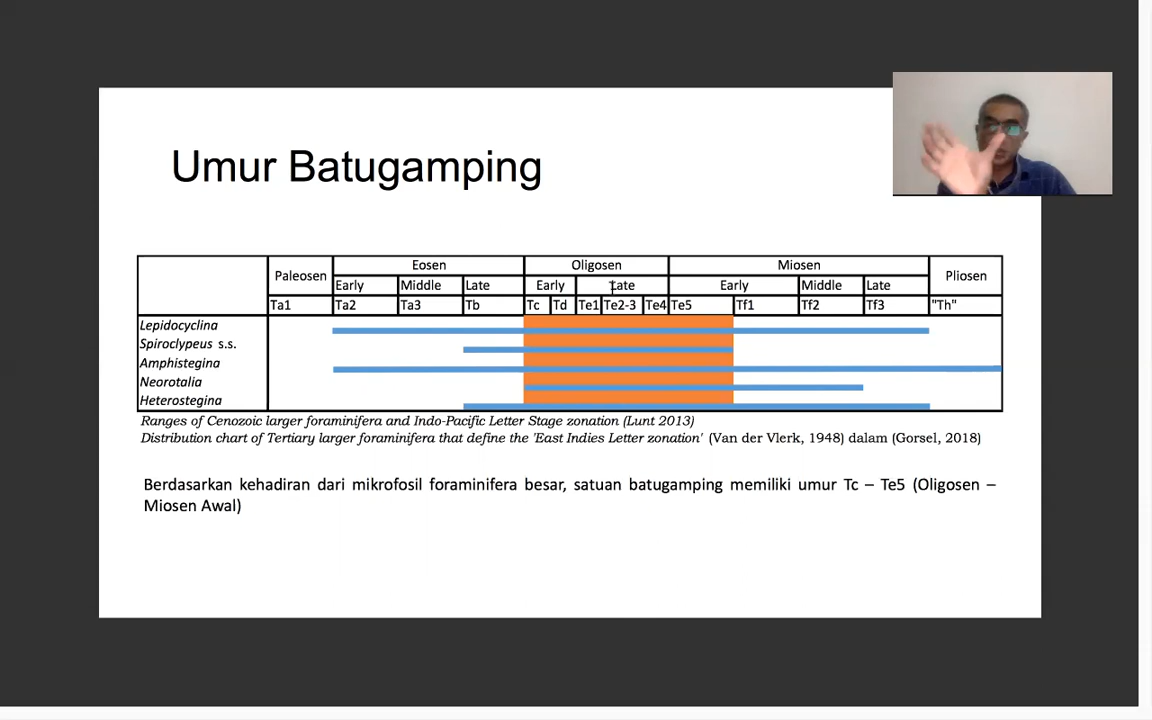 Umur Batugamping
Paleosen Eosen Oligosen Miosen Pliosen
Early Middle Late Early Late Early Middle Late
Ta1 Ta2 Ta3 Tb Tc Td Te1 Te2-3 Te4 Te5 Tf1 Tf2 Tf3 "Th"
Lepidocyclina
Spiroclypeus s.s.
Amphistegina
Neorotalia
Heterostegina
Ranges of Cenozoic larger foraminifera and Indo-Pacific Letter Stage zonation (Lunt 2013)
Distribution chart of Tertiary larger foraminifera that define the 'East Indies Letter zonation' (Van der Vlerk, 1948) dalam (Gorsel, 2018)
Berdasarkan kehadiran dari mikrofosil foraminifera besar, satuan batugamping memiliki umur Tc – Te5 (Oligosen –
Miosen Awal)